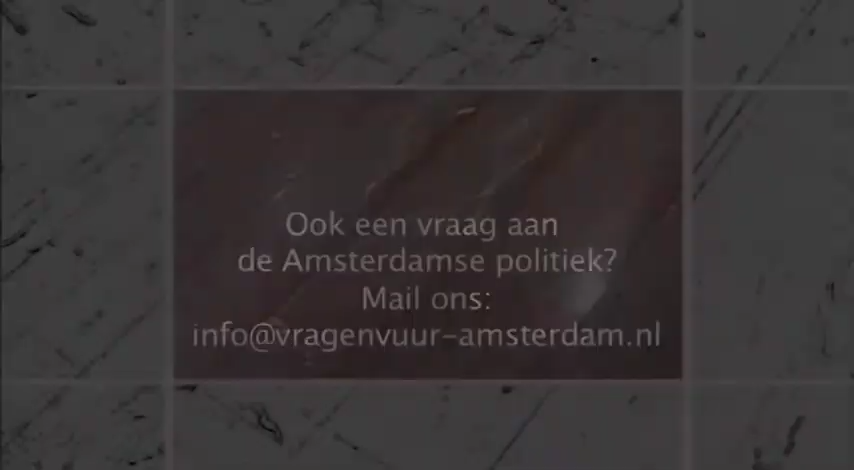 Ook een vraag aan
de Amsterdamse politiek?
Mail ons:
info@vragenvuur-amsterdam.nl